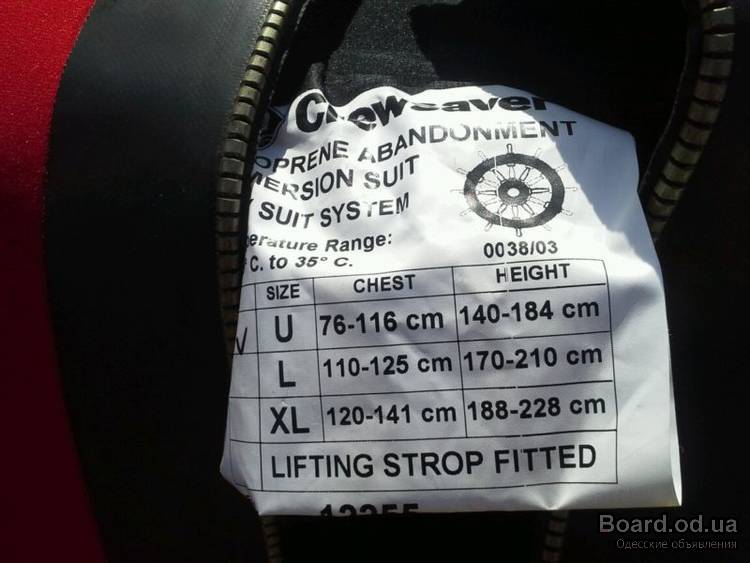 Crewsaver
OPRENE ABANDONMENT
MERSION SUIT
SUIT SYSTEM
erature Range:
° C. to 35° C.
0038/03
SIZE CHEST HEIGHT
U 76-116 cm 140-184 cm
L 110-125 cm 170-210 cm
XL 120-141 cm 188-228 cm
LIFTING STROP FITTED
Board.od.ua
Одесские объявления